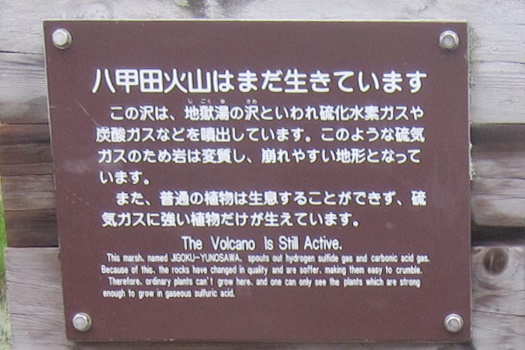 八甲田火山はまだ生きています
この沢は、地獄湯の沢といわれ硫化水素ガスや
炭酸ガスなどを噴出しています。このような硫気
ガスのため岩は変質し、崩れやすい地形となって
います。
また、普通の植物は生息することができず、硫
気ガスに強い植物だけが生えています。
The Volcano Is Still Active.
This marsh, named JIGOKU-YUNOSAWA, spouts out hydrogen sulfide gas and carbonic acid gas.
Because of this, the rocks have changed in quality and are soffer, making them easy to crumble.
Therefore, ordinary plants can't grow here, and one can only see the plants which are strong
enough to grow in gaseous sulfuric acid.